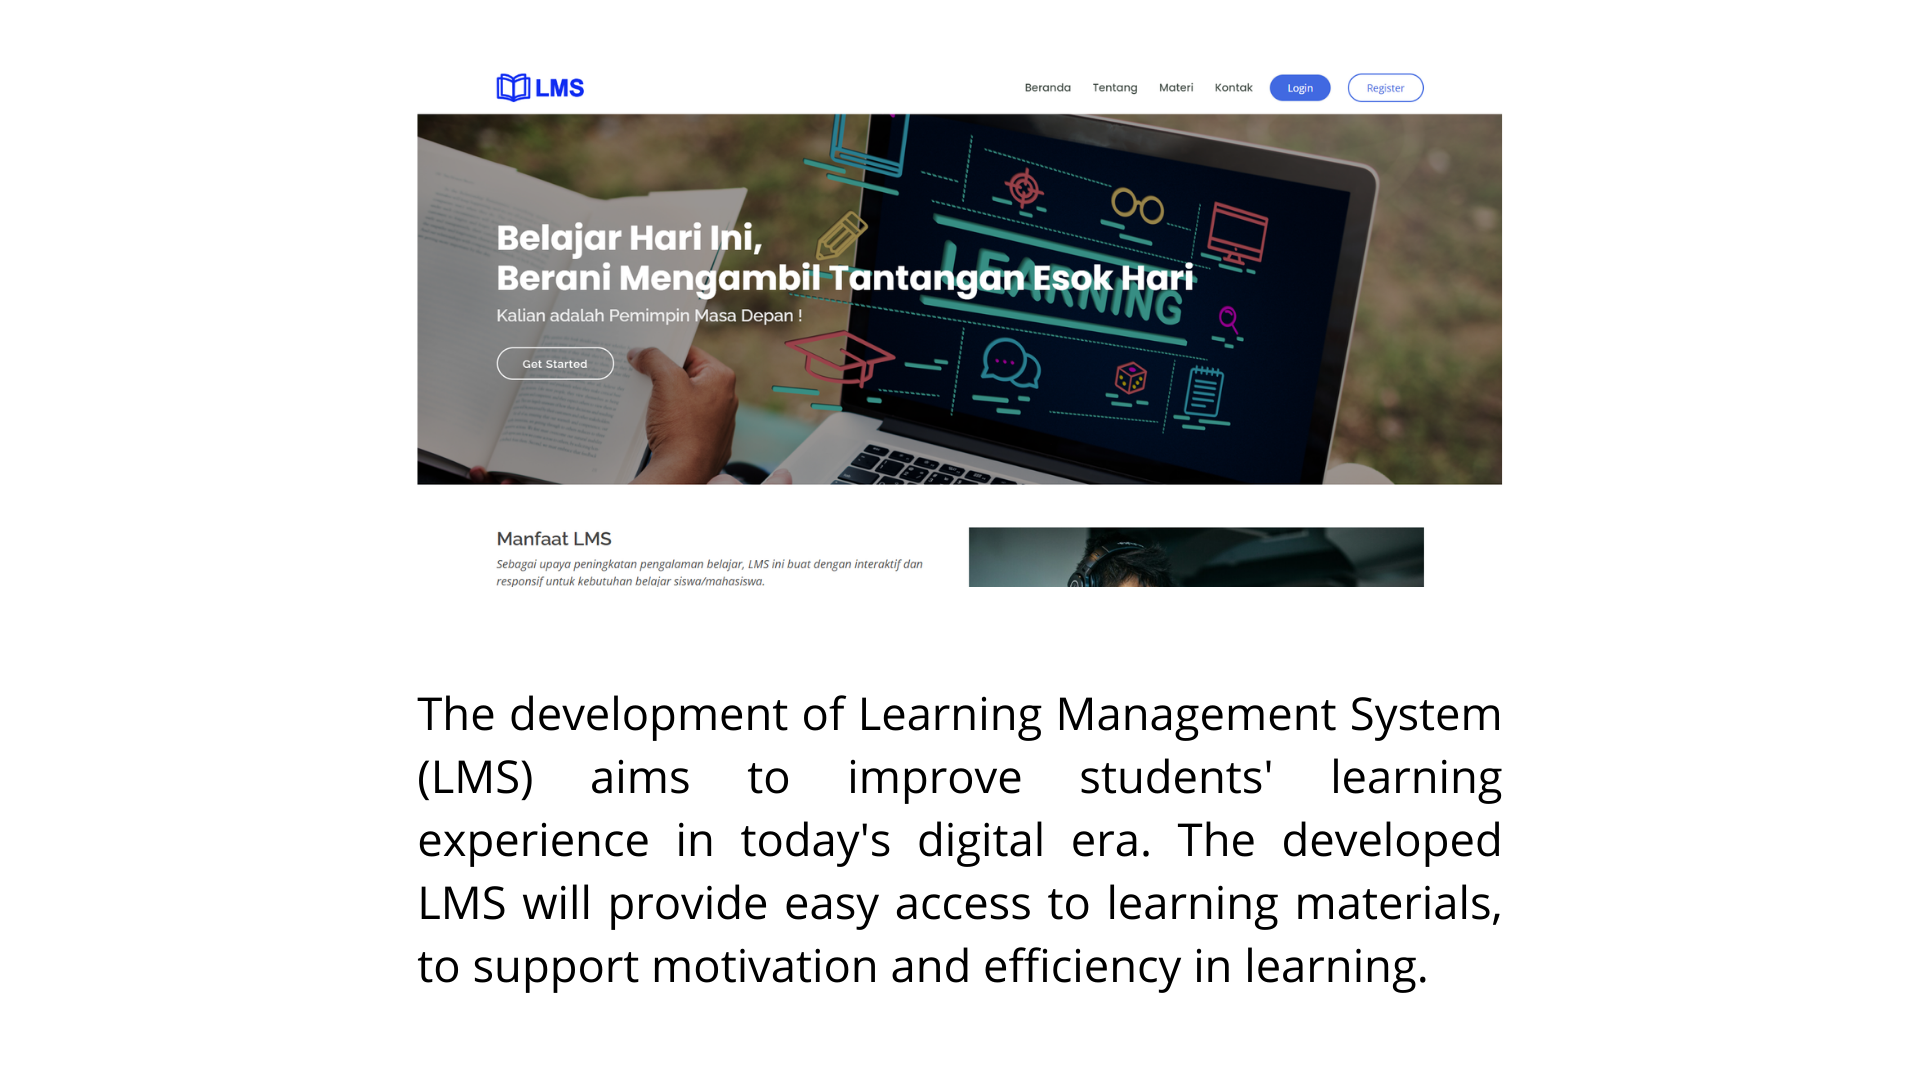 LMS
Beranda Tentang Materi Kontak Login Register
Belajar Hari Ini,
Berani Mengambil Tantangan Esok Hari
LEARNING
Kalian adalah Pemimpin Masa Depan !
Get Started
Manfaat LMS
Sebagai upaya peningkatan pengalaman belajar, LMS ini buat dengan interaktif dan
responsif untuk kebutuhan belajar siswa/mahasiswa.
The development of Learning Management System
(LMS) aims to improve students' learning
experience in today's digital era. The developed
LMS will provide easy access to learning materials,
to support motivation and efficiency in learning.